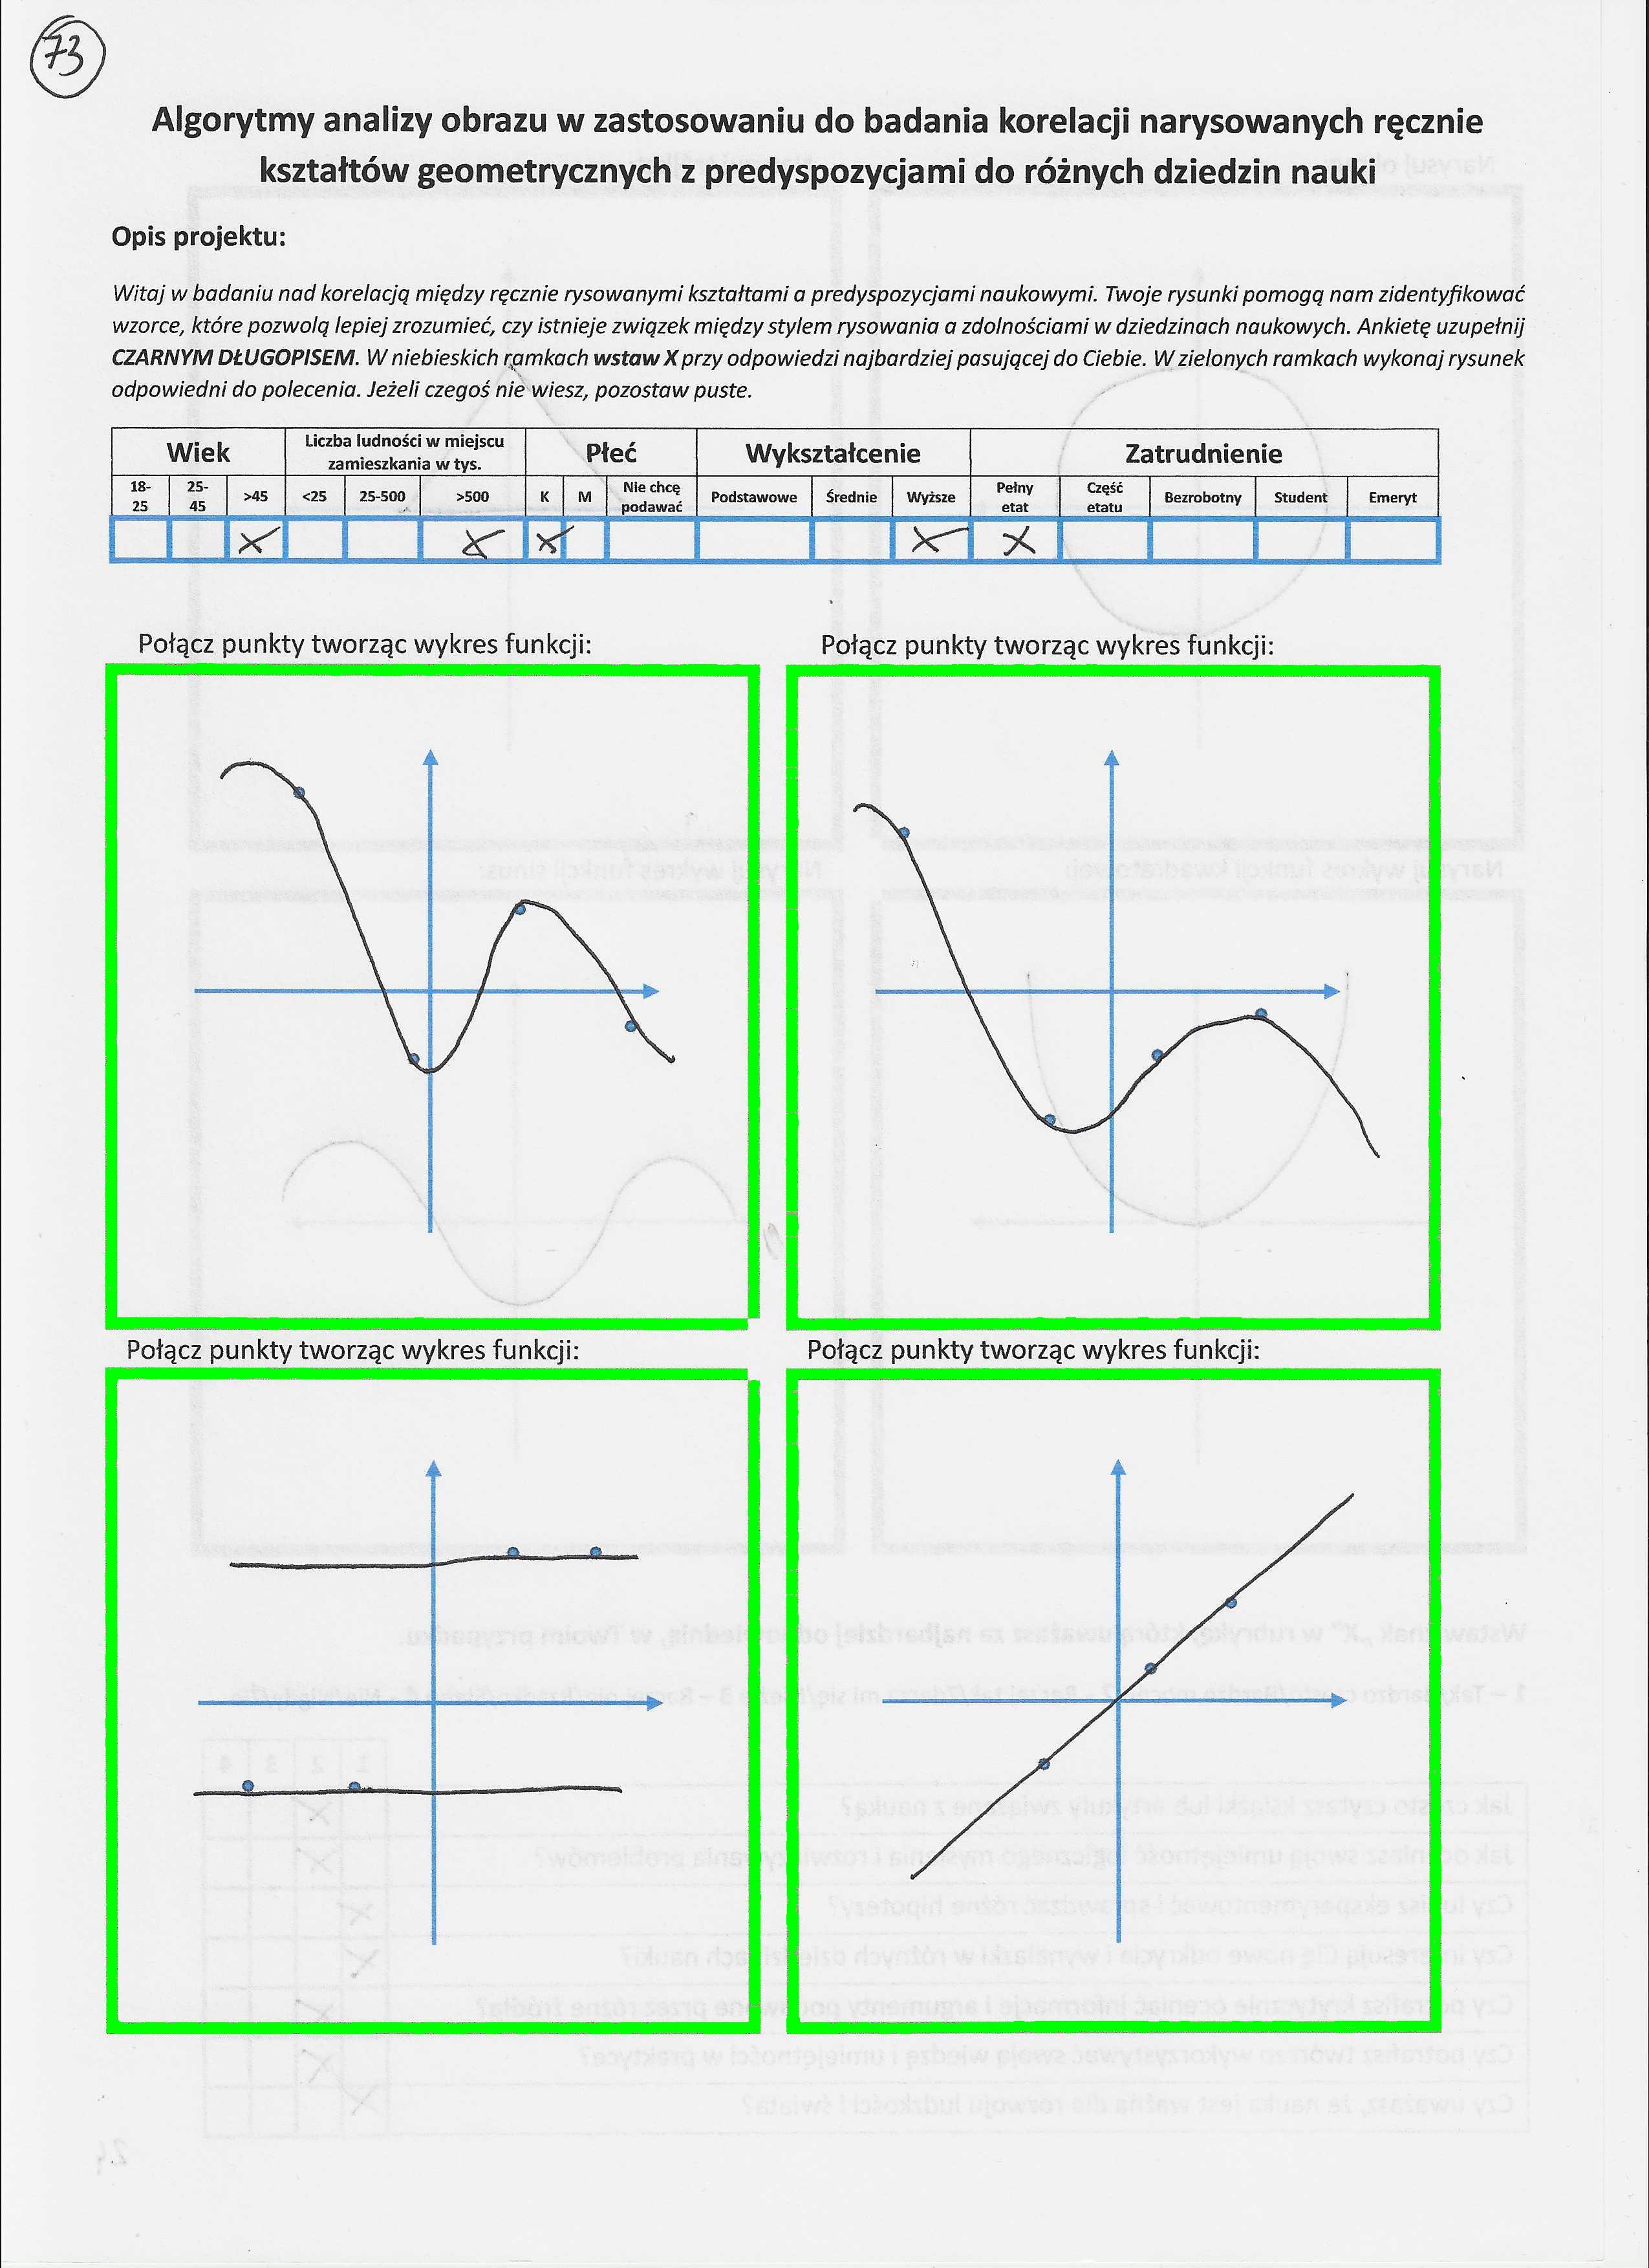 73
Algorytmy analizy obrazu w zastosowaniu do badania korelacji narysowanych ręcznie
kształtów geometrycznych z predyspozycjami do różnych dziedzin nauki
Opis projektu:
Witaj w badaniu nad korelacją między ręcznie rysowanymi kształtami a predyspozycjami naukowymi. Twoje rysunki pomogą nam zidentyfikować
wzorce, które pozwolą lepiej zrozumieć, czy istnieje związek między stylem rysowania a zdolnościami w dziedzinach naukowych. Ankietę uzupełnij
CZARNYM DŁUGOPISEM. W niebieskich ramkach wstaw X przy odpowiedzi najbardziej pasującej do Ciebie. W zielonych ramkach wykonaj rysunek
odpowiedni do polecenia. Jeżeli czegoś nie wiesz, pozostaw puste.
Wiek Liczba ludności w miejscu zamieszkania w tys. Płeć Wykształcenie Zatrudnienie
18-25 25-45 >45 <25 25-500 >500 K M Nie chcę podawać Podstawowe Średnie Wyższe Pełny etat Część etatu Bezrobotny Student Emeryt
X X X X X
Połącz punkty tworząc wykres funkcji: Połącz punkty tworząc wykres funkcji:
Połącz punkty tworząc wykres funkcji: Połącz punkty tworząc wykres funkcji: